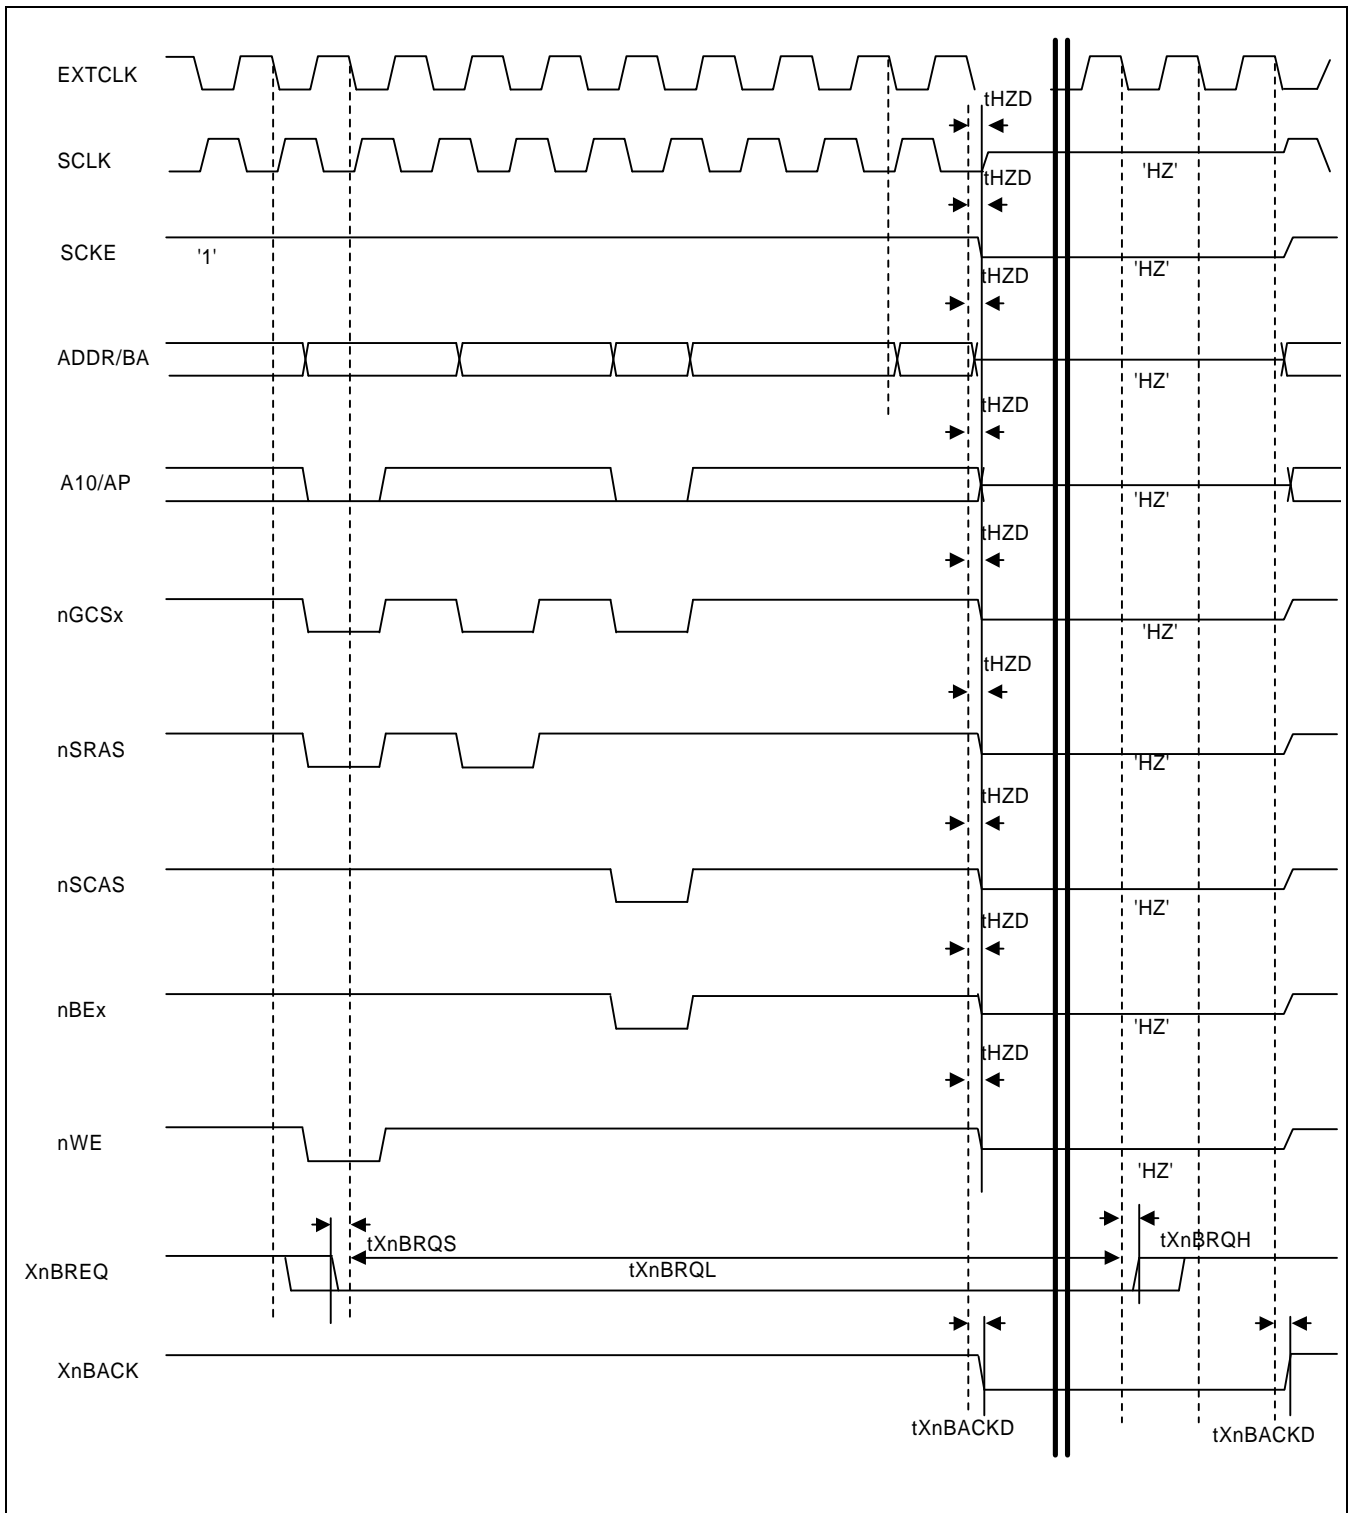 EXTCLK
tHZD
SCLK
'HZ'
tHZD
SCKE
'1'
'HZ'
tHZD
ADDR/BA
'HZ'
tHZD
A10/AP
'HZ'
tHZD
nGCSx
'HZ'
tHZD
nSRAS
'HZ'
tHZD
nSCAS
'HZ'
tHZD
nBEx
'HZ'
tHZD
nWE
'HZ'
XnBREQ
tXnBRQS
tXnBRQL
tXnBRQH
XnBACK
tXnBACKD
tXnBACKD